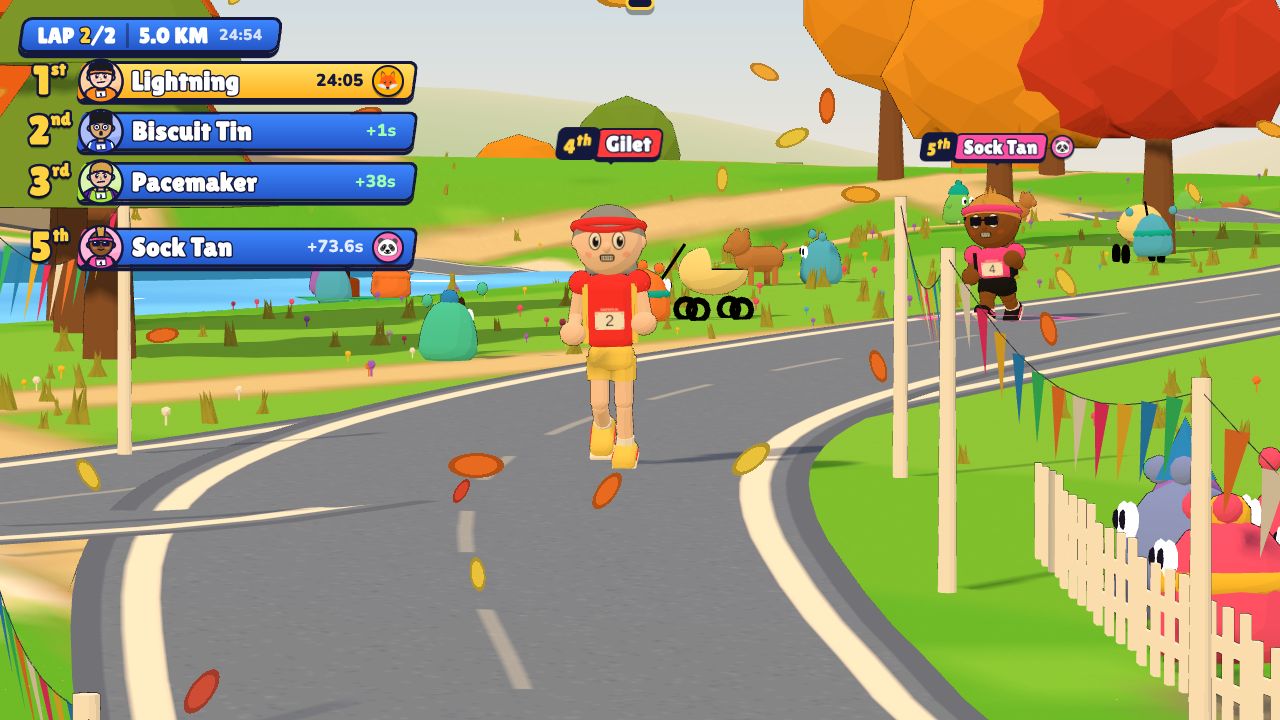 LAP 2/2 5.0 KM 24:54
1st Lightning 24:05
2nd Biscuit Tin +1s
3rd Pacemaker +38s
5th Sock Tan +73.6s
4th Gilet
5th Sock Tan
2
4